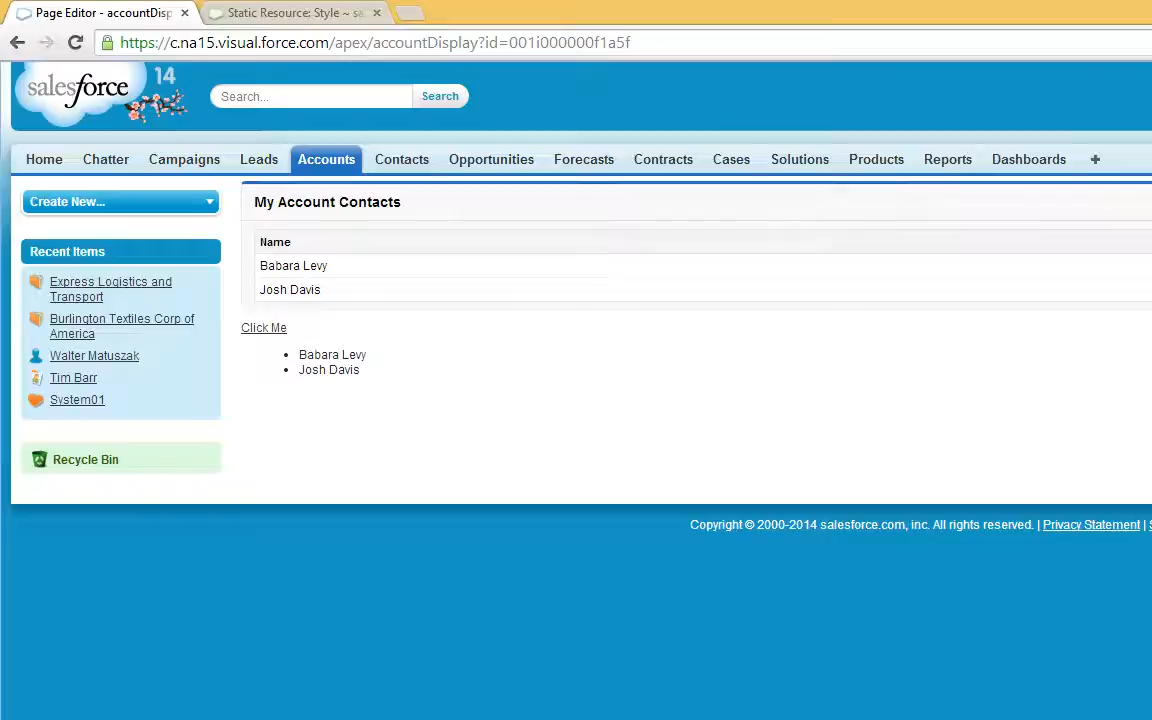 Page Editor - accountDisp
Static Resource: Style ~ sa
https://c.na15.visual.force.com/apex/accountDisplay?id=001i000000f1a5f
salesforce 14
Search...
Search
Home Chatter Campaigns Leads Accounts Contacts Opportunities Forecasts Contracts Cases Solutions Products Reports Dashboards +
Create New...
My Account Contacts
Recent Items
Name
Babara Levy
Josh Davis
Express Logistics and
Transport
Burlington Textiles Corp of
America
Walter Matuszak
Tim Barr
System01
Click Me
• Babara Levy
• Josh Davis
Recycle Bin
Copyright © 2000-2014 salesforce.com, inc. All rights reserved. | Privacy Statement |